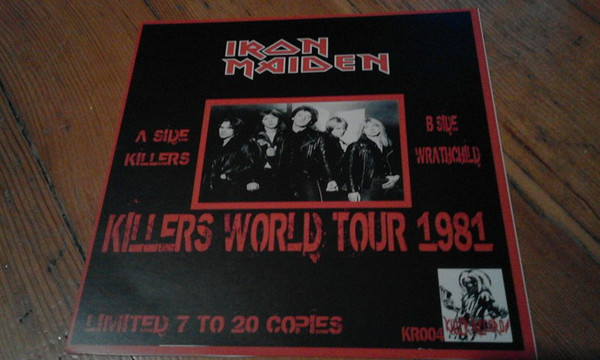 IRON
MAIDEN
A SIDE
KILLERS
B SIDE
WRATHCHILD
KILLERS WORLD TOUR 1981
LIMITED 7 TO 20 COPIES
KR004